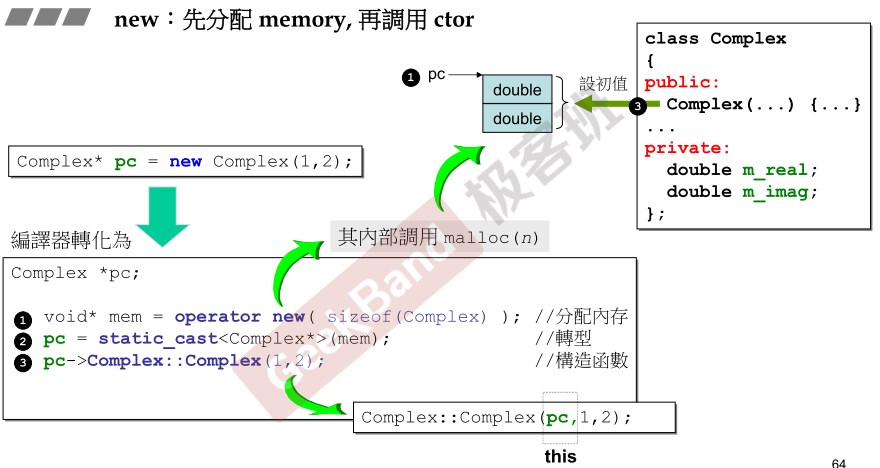 new：先分配 memory, 再調用 ctor
class Complex
{
public:
Complex(...) {...}
...
private:
double m_real;
double m_imag;
};
1 pc
double
double
設初值
3
Complex* pc = new Complex(1,2);
編譯器轉化為
其內部調用 malloc(n)
Complex *pc;
1 void* mem = operator new( sizeof(Complex) ); //分配內存
2 pc = static_cast<Complex*>(mem); //轉型
3 pc->Complex::Complex(1,2); //構造函數
Complex::Complex(pc,1,2);
this
GeekBand 极客班
64